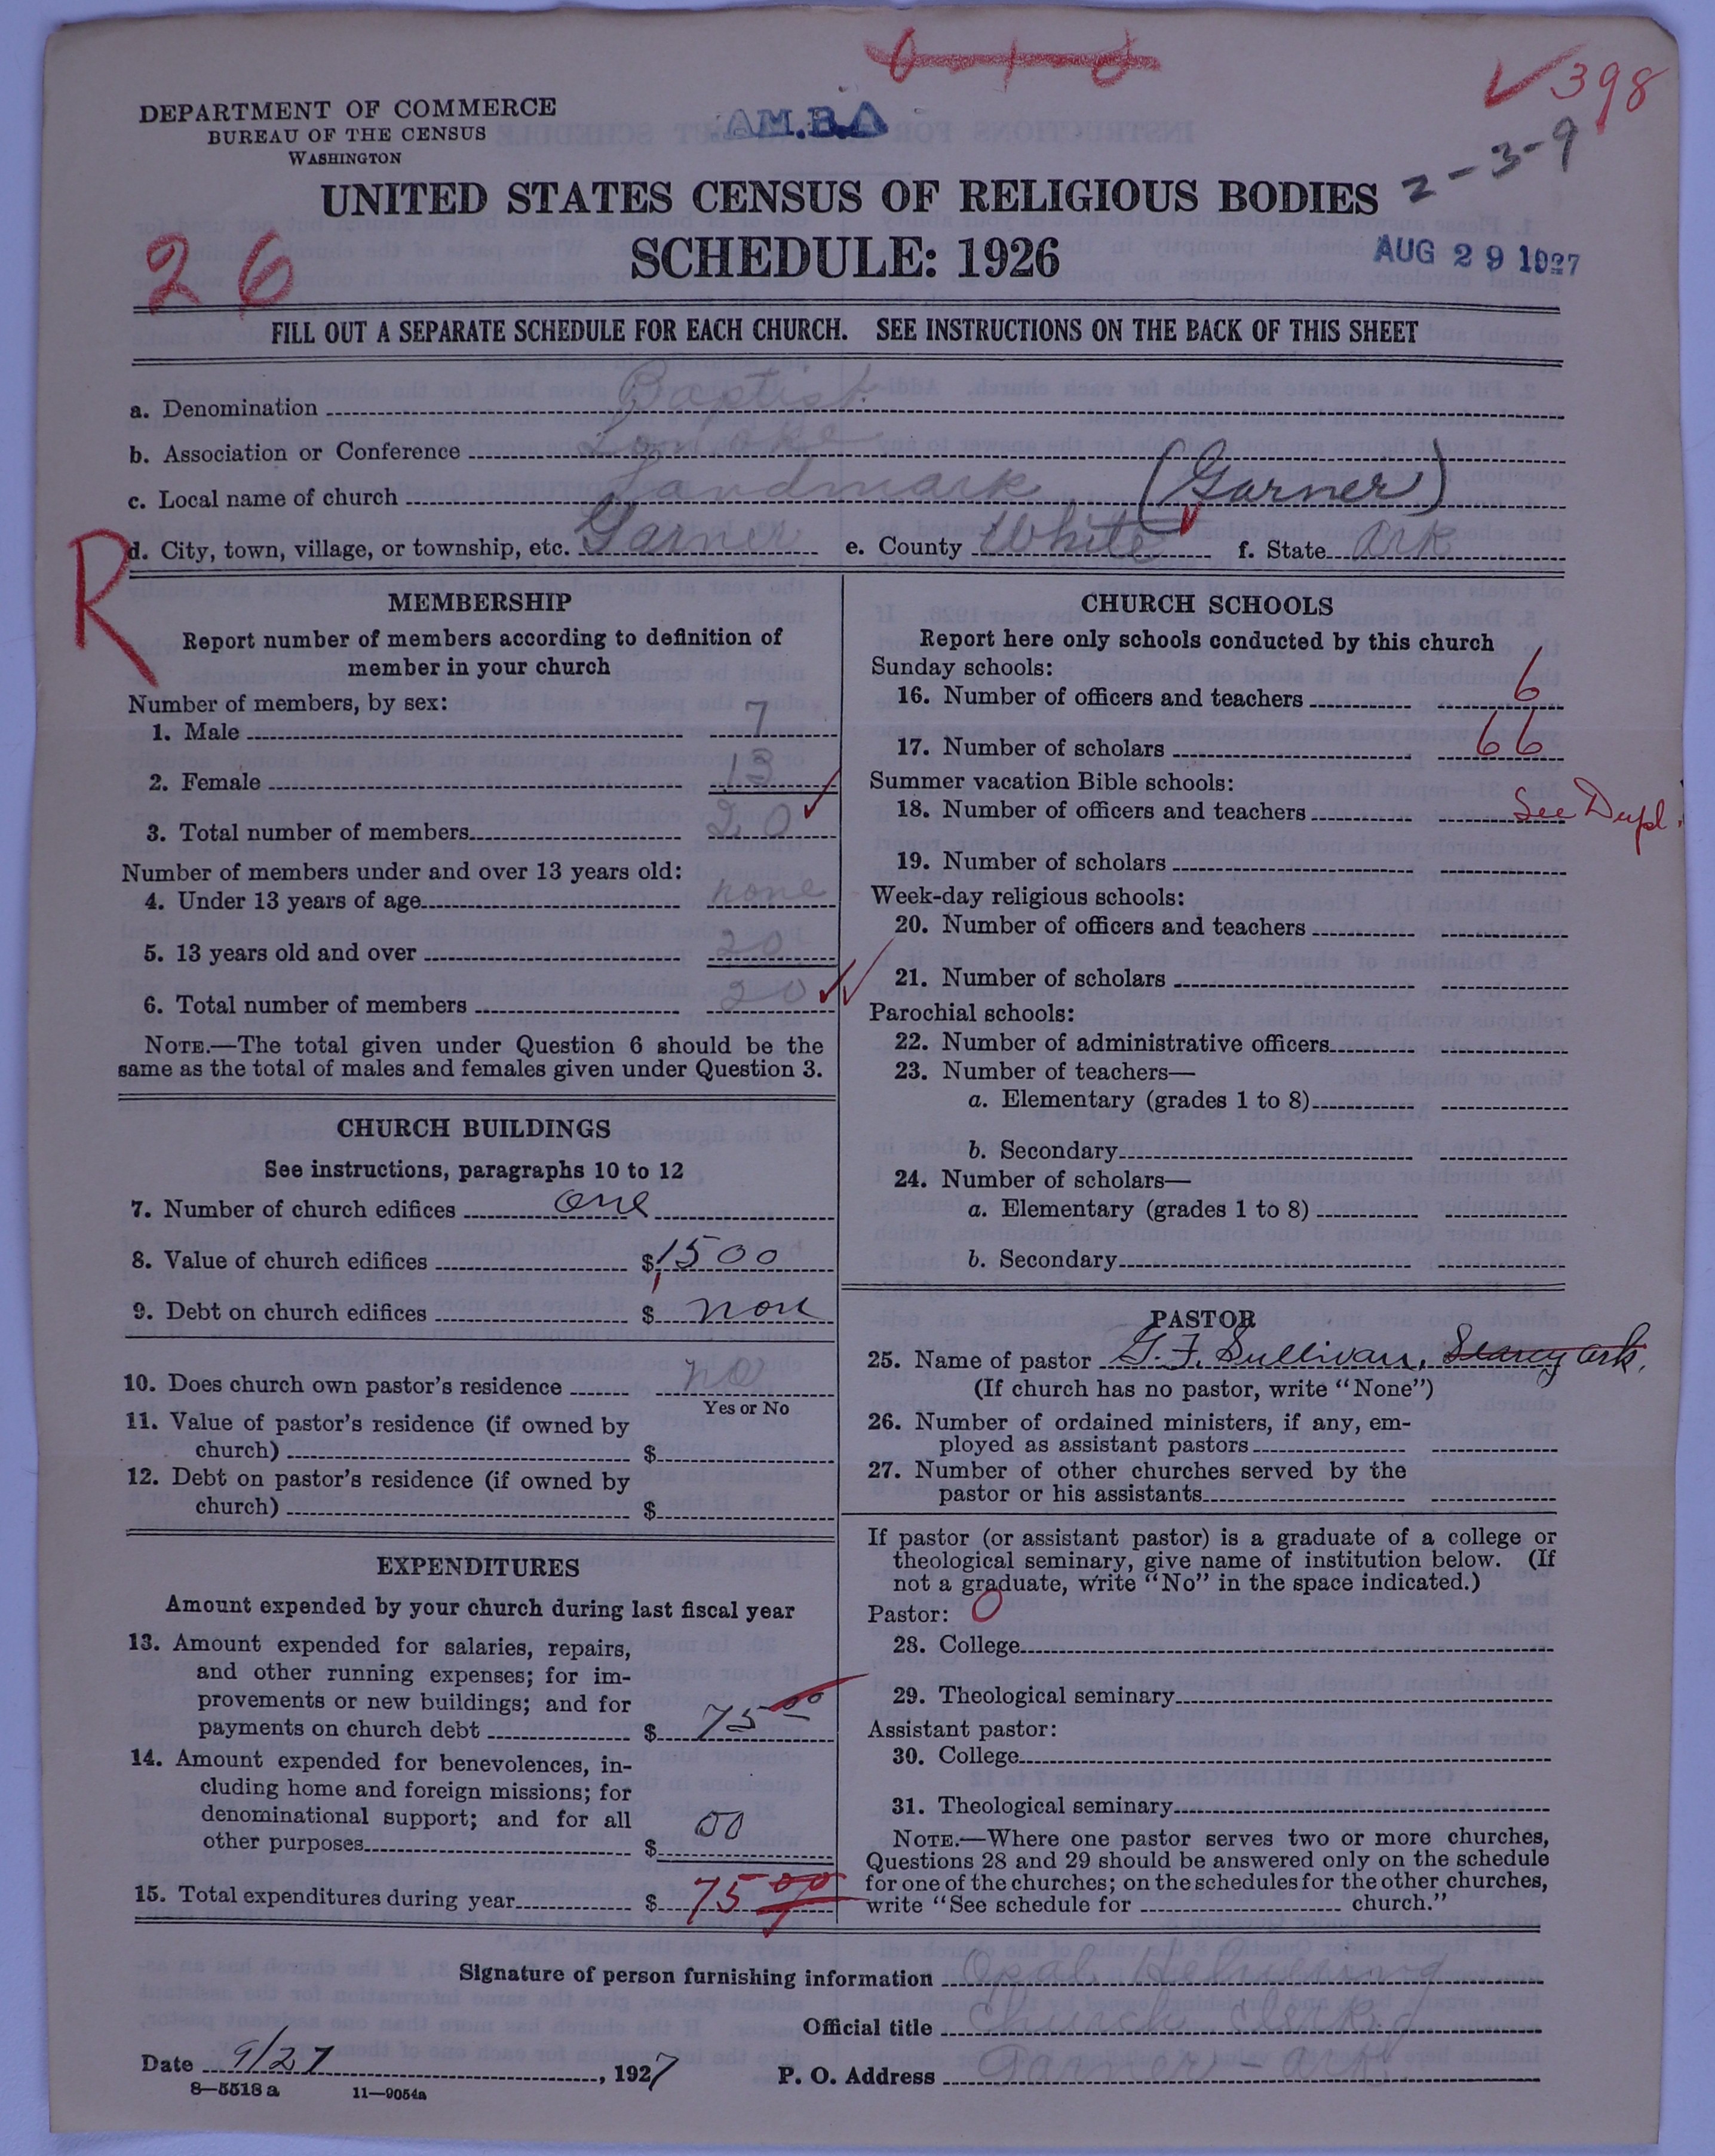 0-1-0
✓398
DEPARTMENT OF COMMERCE
BUREAU OF THE CENSUS
WASHINGTON
AM.B.A
2-3-9
UNITED STATES CENSUS OF RELIGIOUS BODIES
SCHEDULE: 1926
26
AUG 29 1927
FILL OUT A SEPARATE SCHEDULE FOR EACH CHURCH. SEE INSTRUCTIONS ON THE BACK OF THIS SHEET
a. Denomination Baptist
b. Association or Conference Lonoke
c. Local name of church Landmark (Garner)
R
d. City, town, village, or township, etc. Garner e. County White f. State Ark
MEMBERSHIP
Report number of members according to definition of
member in your church
Number of members, by sex:
1. Male 7
2. Female 13
3. Total number of members 20
Number of members under and over 13 years old:
4. Under 13 years of age none
5. 13 years old and over 20
6. Total number of members 20
NOTE.—The total given under Question 6 should be the
same as the total of males and females given under Question 3.
CHURCH BUILDINGS
See instructions, paragraphs 10 to 12
7. Number of church edifices one
8. Value of church edifices $1,500
9. Debt on church edifices $ non
10. Does church own pastor's residence no
Yes or No
11. Value of pastor's residence (if owned by
church) $
12. Debt on pastor's residence (if owned by
church) $
EXPENDITURES
Amount expended by your church during last fiscal year
13. Amount expended for salaries, repairs,
and other running expenses; for im-
provements or new buildings; and for
payments on church debt $ 75 00
14. Amount expended for benevolences, in-
cluding home and foreign missions; for
denominational support; and for all
other purposes $ 00
15. Total expenditures during year $ 75 00
CHURCH SCHOOLS
Report here only schools conducted by this church
Sunday schools:
16. Number of officers and teachers 6
17. Number of scholars 66
Summer vacation Bible schools:
18. Number of officers and teachers See Dupl.
19. Number of scholars
Week-day religious schools:
20. Number of officers and teachers
21. Number of scholars
Parochial schools:
22. Number of administrative officers
23. Number of teachers—
a. Elementary (grades 1 to 8)
b. Secondary
24. Number of scholars—
a. Elementary (grades 1 to 8)
b. Secondary
PASTOR
25. Name of pastor G. F. Sullivan, Searcy Ark.
(If church has no pastor, write "None")
26. Number of ordained ministers, if any, em-
ployed as assistant pastors
27. Number of other churches served by the
pastor or his assistants
If pastor (or assistant pastor) is a graduate of a college or
theological seminary, give name of institution below. (If
not a graduate, write "No" in the space indicated.)
Pastor: 0
28. College
29. Theological seminary
Assistant pastor:
30. College
31. Theological seminary
NOTE.—Where one pastor serves two or more churches,
Questions 28 and 29 should be answered only on the schedule
for one of the churches; on the schedules for the other churches,
write "See schedule for church."
Signature of person furnishing information Opal
Official title Church Clerk
Date 9/27, 1927 P. O. Address Garner - Ark
8-5518 a 11-9054a